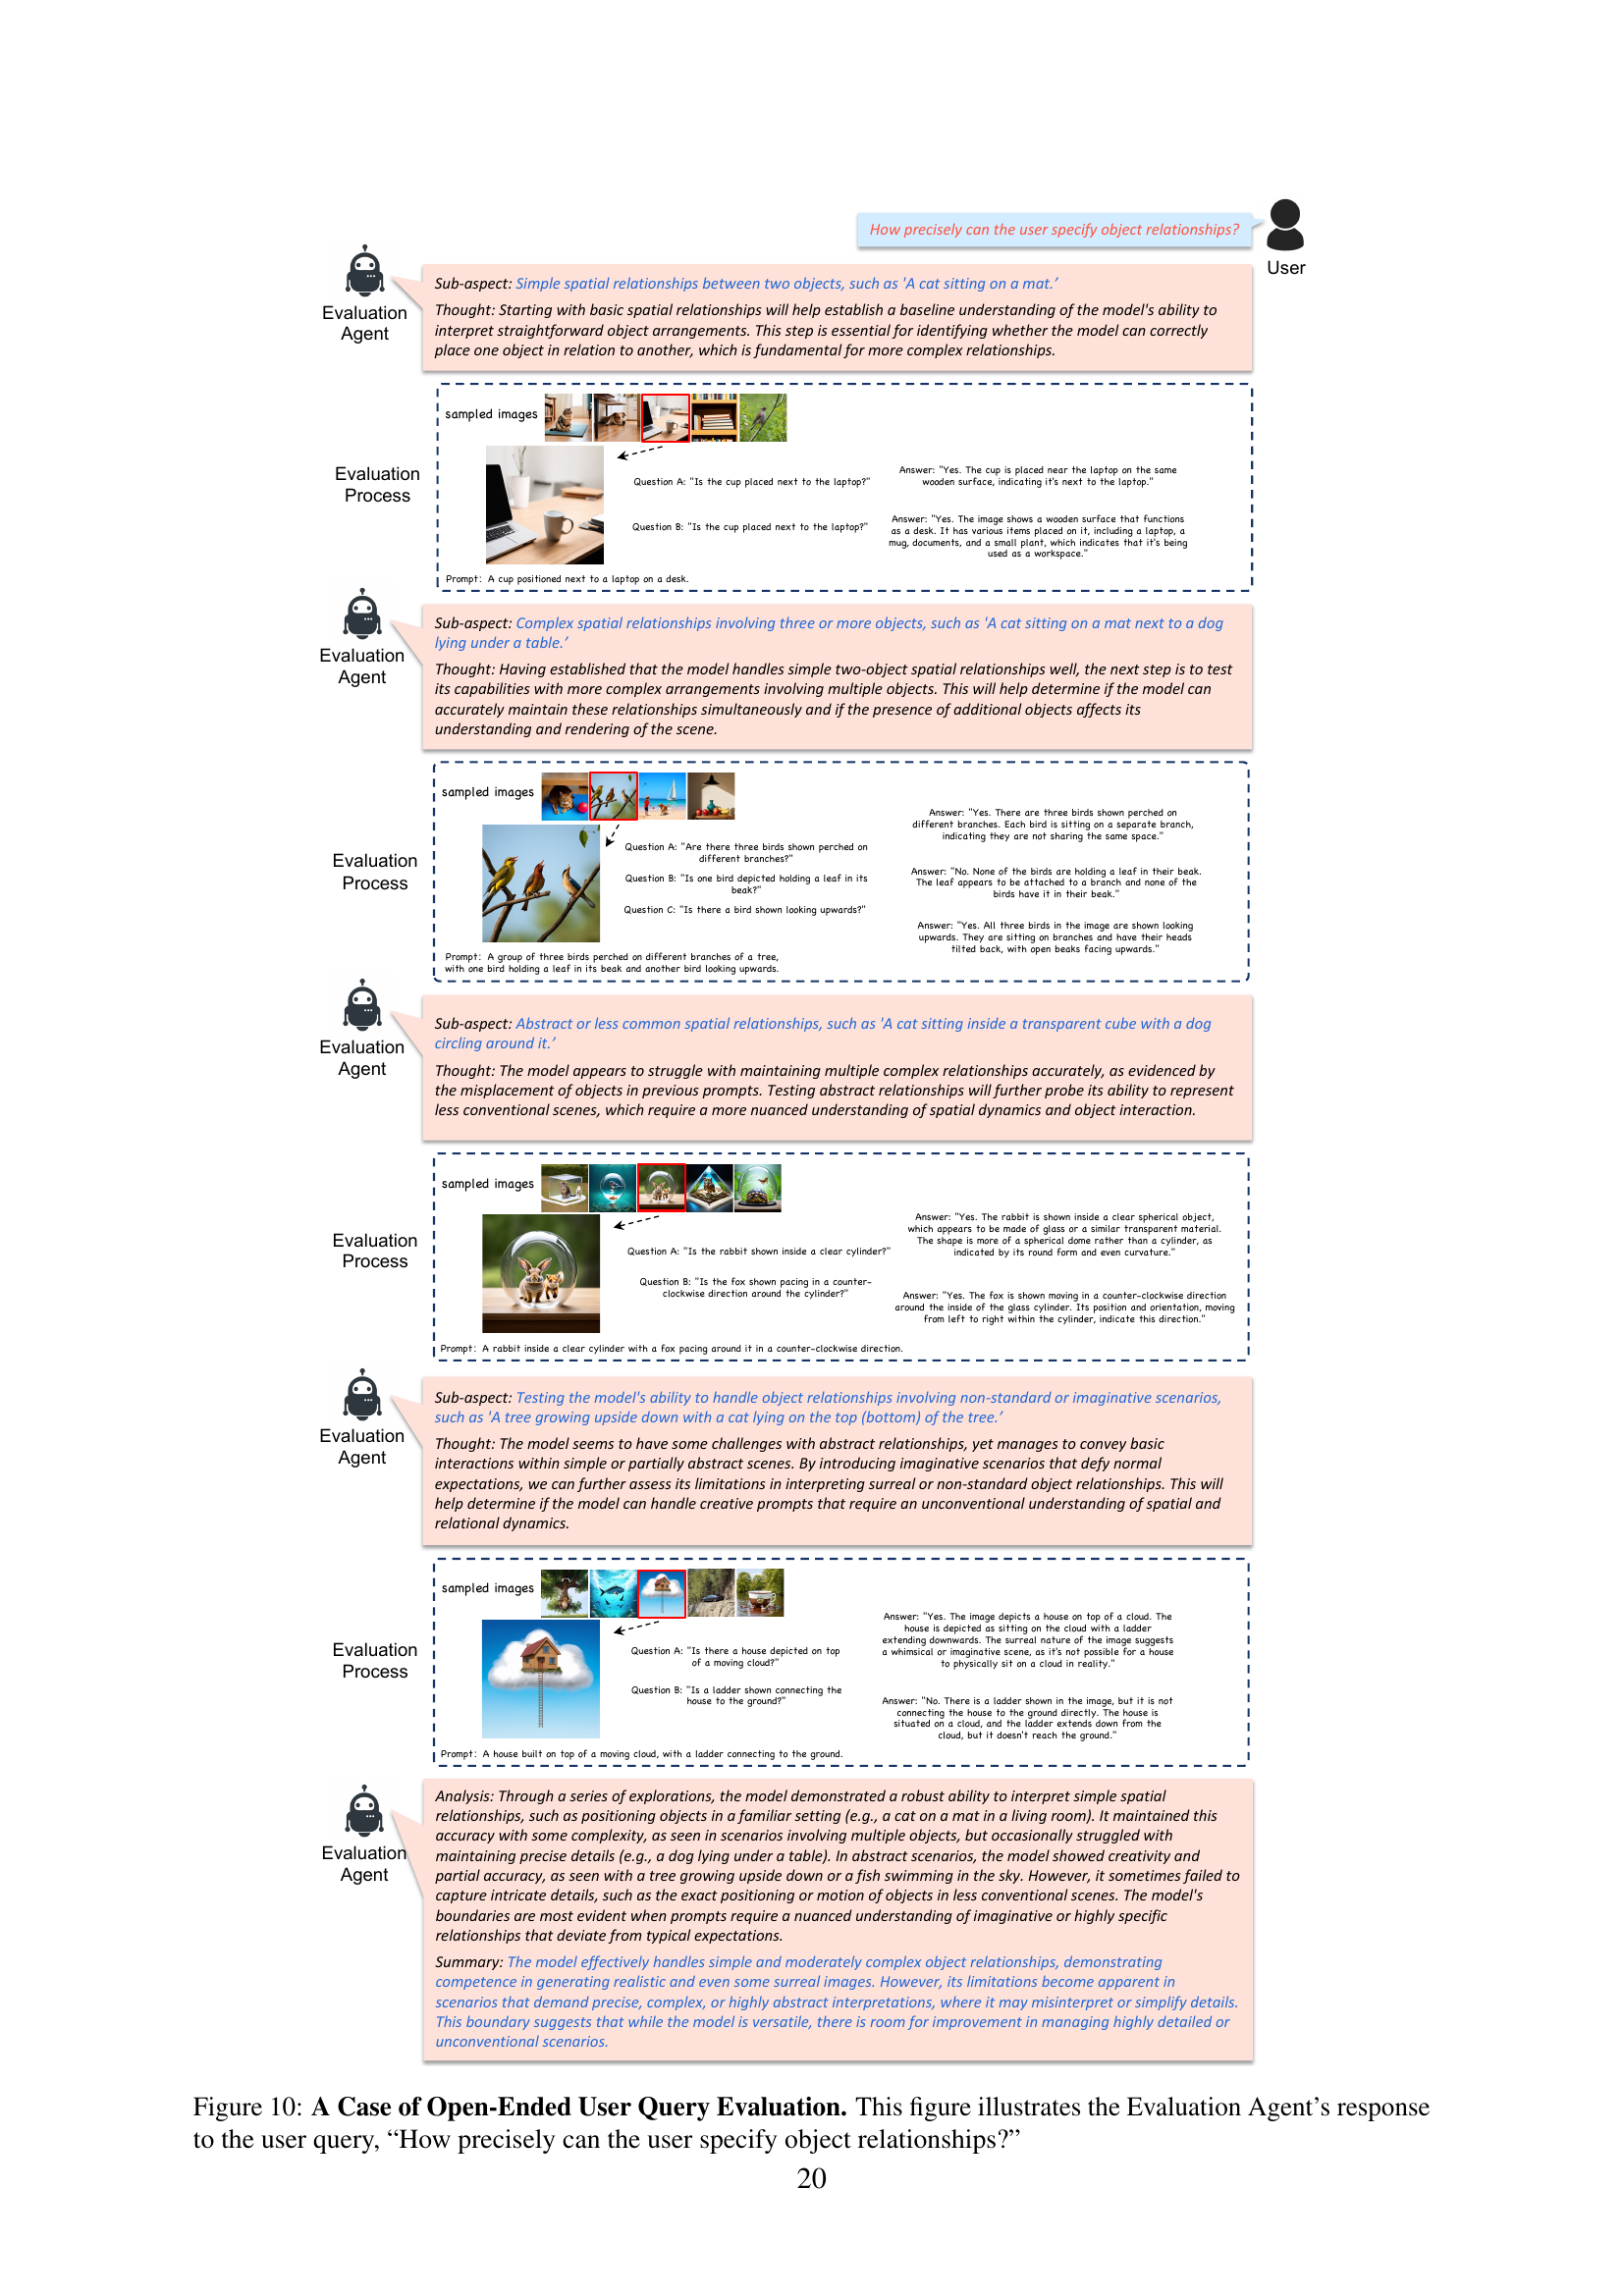 How precisely can the user specify object relationships?
User
Evaluation
Agent
Sub-aspect: Simple spatial relationships between two objects, such as 'A cat sitting on a mat.’
Thought: Starting with basic spatial relationships will help establish a baseline understanding of the model's ability to
interpret straightforward object arrangements. This step is essential for identifying whether the model can correctly
place one object in relation to another, which is fundamental for more complex relationships.
Evaluation
Process
sampled images
Question A: "Is the cup placed next to the laptop?"
Answer: "Yes. The cup is placed near the laptop on the same
wooden surface, indicating it's next to the laptop."
Question B: "Is the cup placed next to the laptop?"
Answer: "Yes. The image shows a wooden surface that functions
as a desk. It has various items placed on it, including a laptop, a
mug, documents, and a small plant, which indicates that it's being
used as a workspace."
Prompt: A cup positioned next to a laptop on a desk.
Evaluation
Agent
Sub-aspect: Complex spatial relationships involving three or more objects, such as 'A cat sitting on a mat next to a dog
lying under a table.’
Thought: Having established that the model handles simple two-object spatial relationships well, the next step is to test
its capabilities with more complex arrangements involving multiple objects. This will help determine if the model can
accurately maintain these relationships simultaneously and if the presence of additional objects affects its
understanding and rendering of the scene.
Evaluation
Process
sampled images
Question A: "Are there three birds shown perched on
different branches?"
Answer: "Yes. There are three birds shown perched on
different branches. Each bird is sitting on a separate branch,
indicating they are not sharing the same space."
Question B: "Is one bird depicted holding a leaf in its
beak?"
Answer: "No. None of the birds are holding a leaf in their beak.
The leaf appears to be attached to a branch and none of the
birds have it in their beak."
Question C: "Is there a bird shown looking upwards?"
Answer: "Yes. All three birds in the image are shown looking
upwards. They are sitting on branches and have their heads
tilted back, with open beaks facing upwards."
Prompt: A group of three birds perched on different branches of a tree,
with one bird holding a leaf in its beak and another bird looking upwards.
Evaluation
Agent
Sub-aspect: Abstract or less common spatial relationships, such as 'A cat sitting inside a transparent cube with a dog
circling around it.’
Thought: The model appears to struggle with maintaining multiple complex relationships accurately, as evidenced by
the misplacement of objects in previous prompts. Testing abstract relationships will further probe its ability to represent
less conventional scenes, which require a more nuanced understanding of spatial dynamics and object interaction.
Evaluation
Process
sampled images
Question A: "Is the rabbit shown inside a clear cylinder?"
Answer: "Yes. The rabbit is shown inside a clear spherical object,
which appears to be made of glass or a similar transparent material.
The shape is more of a spherical dome rather than a cylinder, as
indicated by its round form and even curvature."
Question B: "Is the fox shown pacing in a counter-
clockwise direction around the cylinder?"
Answer: "Yes. The fox is shown moving in a counter-clockwise direction
around the inside of the glass cylinder. Its position and orientation, moving
from left to right within the cylinder, indicate this direction."
Prompt: A rabbit inside a clear cylinder with a fox pacing around it in a counter-clockwise direction.
Evaluation
Agent
Sub-aspect: Testing the model's ability to handle object relationships involving non-standard or imaginative scenarios,
such as 'A tree growing upside down with a cat lying on the top (bottom) of the tree.’
Thought: The model seems to have some challenges with abstract relationships, yet manages to convey basic
interactions within simple or partially abstract scenes. By introducing imaginative scenarios that defy normal
expectations, we can further assess its limitations in interpreting surreal or non-standard object relationships. This will
help determine if the model can handle creative prompts that require an unconventional understanding of spatial and
relational dynamics.
Evaluation
Process
sampled images
Question A: "Is there a house depicted on top
of a moving cloud?"
Answer: "Yes. The image depicts a house on top of a cloud. The
house is depicted as sitting on the cloud with a ladder
extending downwards. The surreal nature of the image suggests
a whimsical or imaginative scene, as it's not possible for a house
to physically sit on a cloud in reality."
Question B: "Is a ladder shown connecting the
house to the ground?"
Answer: "No. There is a ladder shown in the image, but it is not
connecting the house to the ground directly. The house is
situated on a cloud, and the ladder extends down from the
cloud, but it doesn't reach the ground."
Prompt: A house built on top of a moving cloud, with a ladder connecting to the ground.
Evaluation
Agent
Analysis: Through a series of explorations, the model demonstrated a robust ability to interpret simple spatial
relationships, such as positioning objects in a familiar setting (e.g., a cat on a mat in a living room). It maintained this
accuracy with some complexity, as seen in scenarios involving multiple objects, but occasionally struggled with
maintaining precise details (e.g., a dog lying under a table). In abstract scenarios, the model showed creativity and
partial accuracy, as seen with a tree growing upside down or a fish swimming in the sky. However, it sometimes failed to
capture intricate details, such as the exact positioning or motion of objects in less conventional scenes. The model's
boundaries are most evident when prompts require a nuanced understanding of imaginative or highly specific
relationships that deviate from typical expectations.
Summary: The model effectively handles simple and moderately complex object relationships, demonstrating
competence in generating realistic and even some surreal images. However, its limitations become apparent in
scenarios that demand precise, complex, or highly abstract interpretations, where it may misinterpret or simplify details.
This boundary suggests that while the model is versatile, there is room for improvement in managing highly detailed or
unconventional scenarios.
Figure 10: A Case of Open-Ended User Query Evaluation. This figure illustrates the Evaluation Agent’s response
to the user query, “How precisely can the user specify object relationships?”
20